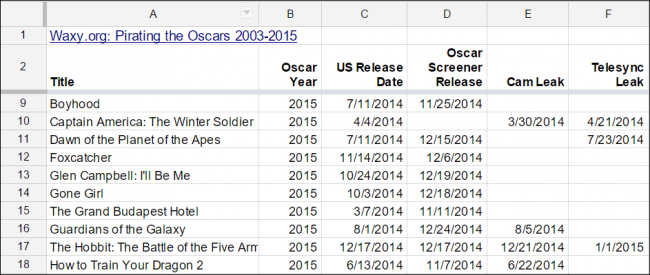 A B C D E F
1 Waxy.org: Pirating the Oscars 2003-2015
2 Title Oscar Year US Release Date Oscar Screener Release Cam Leak Telesync Leak
9 Boyhood 2015 7/11/2014 11/25/2014
10 Captain America: The Winter Soldier 2015 4/4/2014 3/30/2014 4/21/2014
11 Dawn of the Planet of the Apes 2015 7/11/2014 12/15/2014 7/23/2014
12 Foxcatcher 2015 11/14/2014 12/6/2014
13 Glen Campbell: I'll Be Me 2015 10/24/2014 12/19/2014
14 Gone Girl 2015 10/3/2014 12/18/2014
15 The Grand Budapest Hotel 2015 3/7/2014 11/11/2014
16 Guardians of the Galaxy 2015 8/1/2014 12/24/2014 8/5/2014
17 The Hobbit: The Battle of the Five Arm 2015 12/17/2014 12/17/2014 12/21/2014 1/1/2015
18 How to Train Your Dragon 2 2015 6/13/2014 11/7/2014 6/22/2014